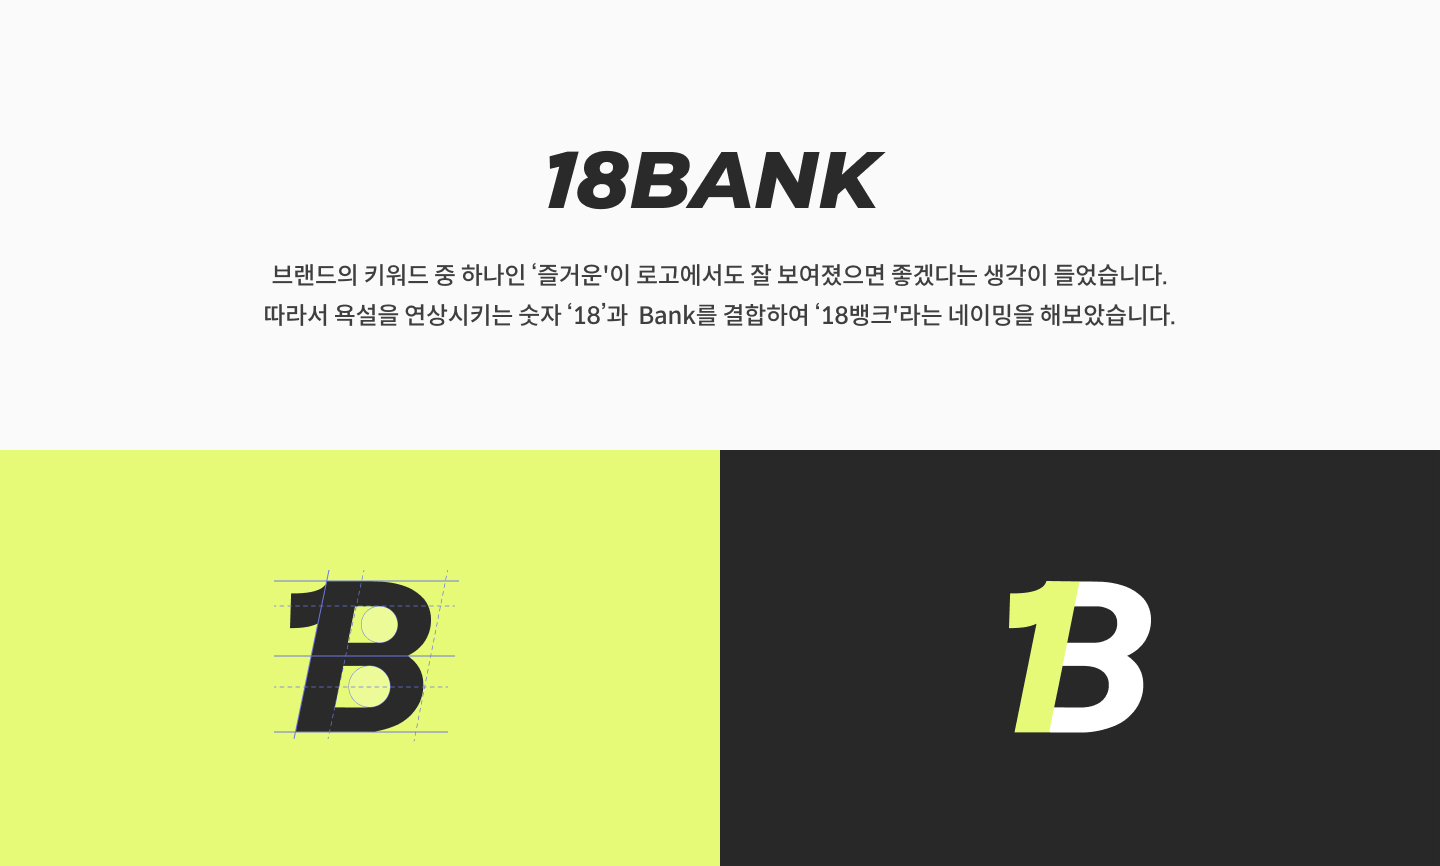 18BANK
브랜드의 키워드 중 하나인 ‘즐거운'이 로고에서도 잘 보여졌으면 좋겠다는 생각이 들었습니다.
따라서 욕설을 연상시키는 숫자 ‘18’과  Bank를 결합하여 ‘18뱅크'라는 네이밍을 해보았습니다.
1B
1B